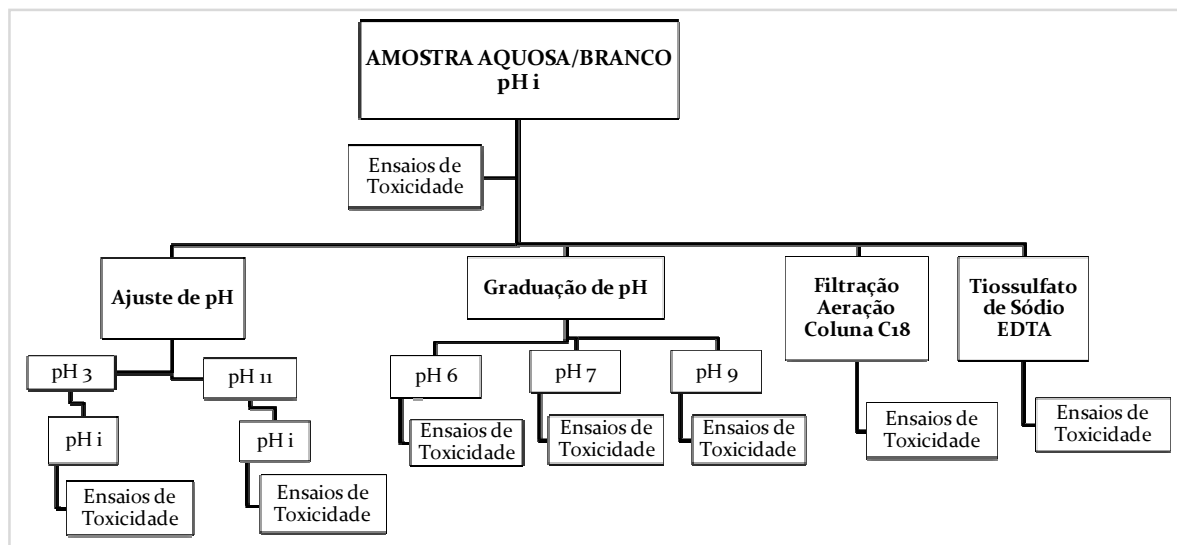 AMOSTRA AQUOSA/BRANCO
pH i
Ensaios de
Toxicidade
Ajuste de pH
Graduação de pH
Filtração
Aeração
Coluna C18
Tiossulfato
de Sódio
EDTA
pH 3
pH 11
pH 6
pH 7
pH 9
pH i
pH i
Ensaios de
Toxicidade
Ensaios de
Toxicidade
Ensaios de
Toxicidade
Ensaios de
Toxicidade
Ensaios de
Toxicidade
Ensaios de
Toxicidade
Ensaios de
Toxicidade